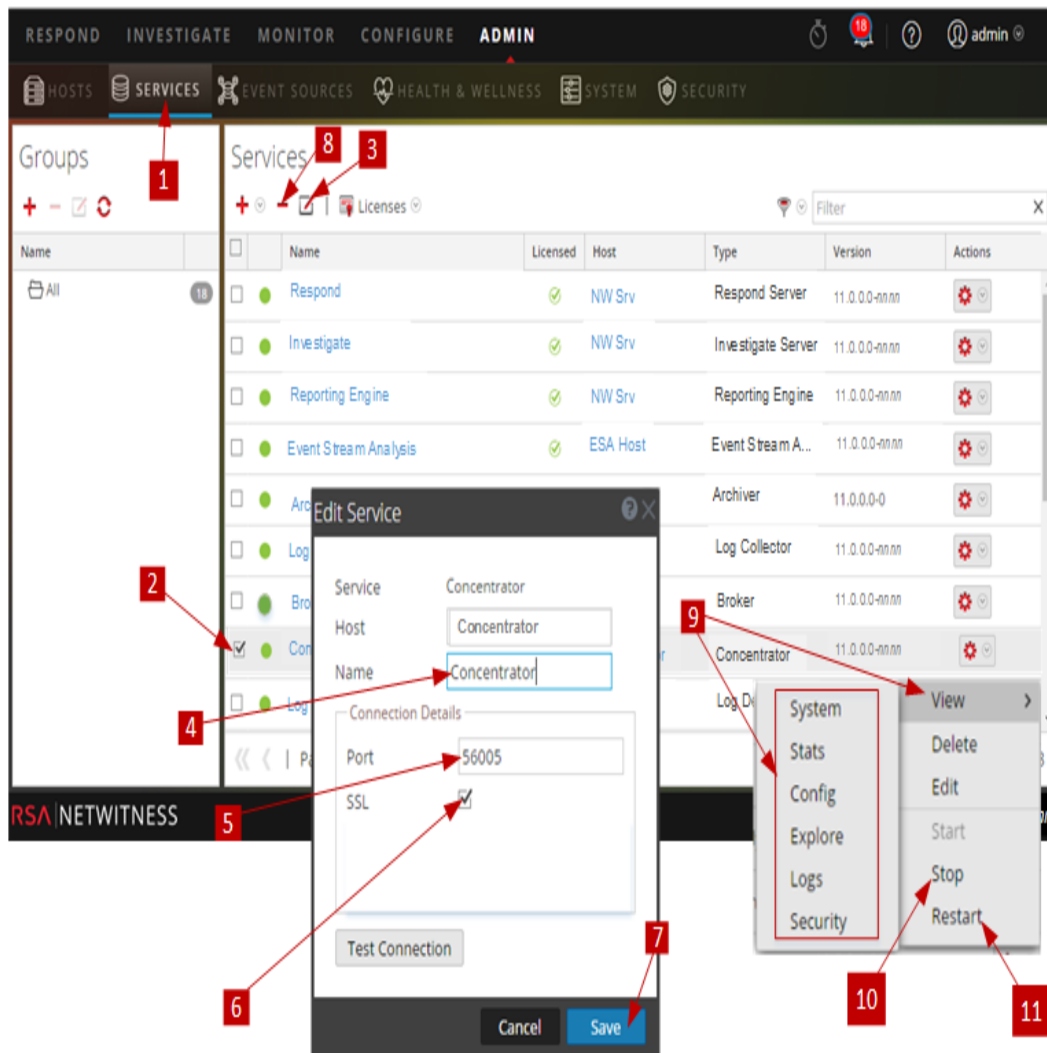 RESPOND INVESTIGATE MONITOR CONFIGURE ADMIN 18 ? admin
HOSTS SERVICES EVENT SOURCES HEALTH & WELLNESS SYSTEM SECURITY
Groups
Services
8
3
1
Licenses
Filter X
Name
Name Licensed Host Type Version Actions
All 18
Respond NW Srv Respond Server 11.0.0.0-nnnn
Investigate NW Srv Investigate Server 11.0.0.0-nnnn
Reporting Engine NW Srv Reporting Engine 11.0.0.0-nnnn
Event Stream Analysis ESA Host Event Stream A... 11.0.0.0-nnnn
Arc Archiver 11.0.0.0-0
Log Log Collector 11.0.0.0-nnnn
2
Bro Broker 11.0.0.0-nnnn
9
Con r Concentrator 11.0.0.0-nnnn
Log Log De
Edit Service ? X
Service Concentrator
Host Concentrator
Name Concentrator
4
Connection Details
Port 56005
5
SSL
6
Test Connection
7
Cancel Save
View
Delete
Edit
Start
Stop
Restart
System
Stats
Config
Explore
Logs
Security
10
11
RSA NETWITNESS